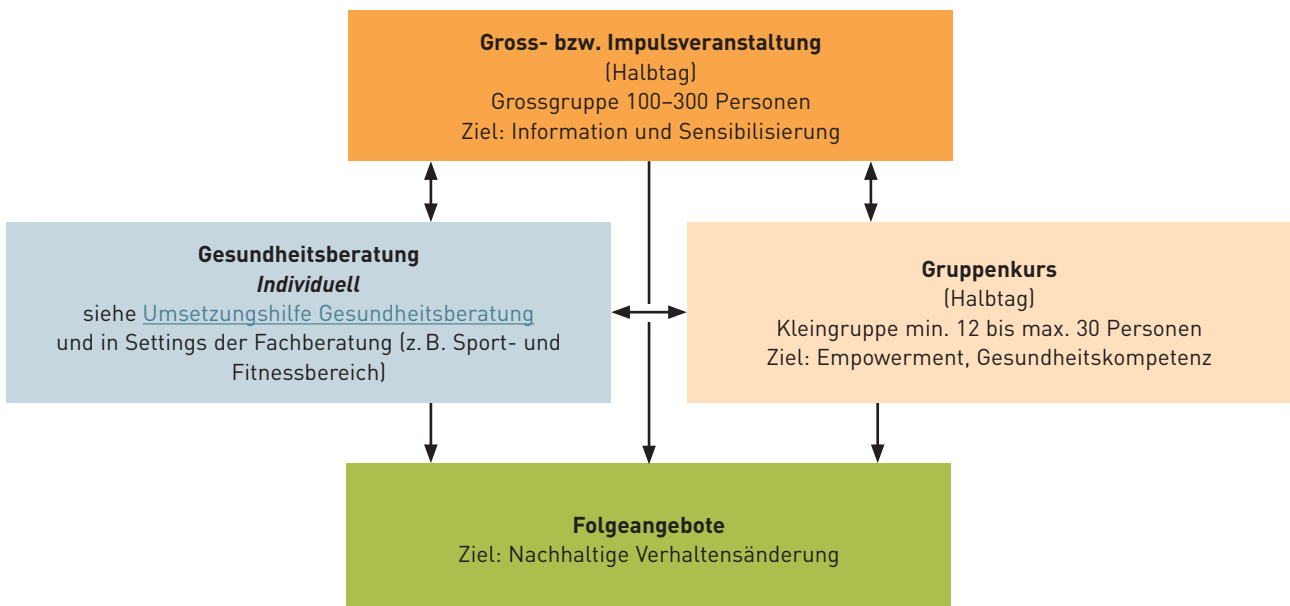 Gross- bzw. Impulsveranstaltung
(Halbtag)
Grossgruppe 100–300 Personen
Ziel: Information und Sensibilisierung
Gesundheitsberatung
Individuell
siehe Umsetzungshilfe Gesundheitsberatung
und in Settings der Fachberatung (z. B. Sport- und
Fitnessbereich)
Gruppenkurs
(Halbtag)
Kleingruppe min. 12 bis max. 30 Personen
Ziel: Empowerment, Gesundheitskompetenz
Folgeangebote
Ziel: Nachhaltige Verhaltensänderung